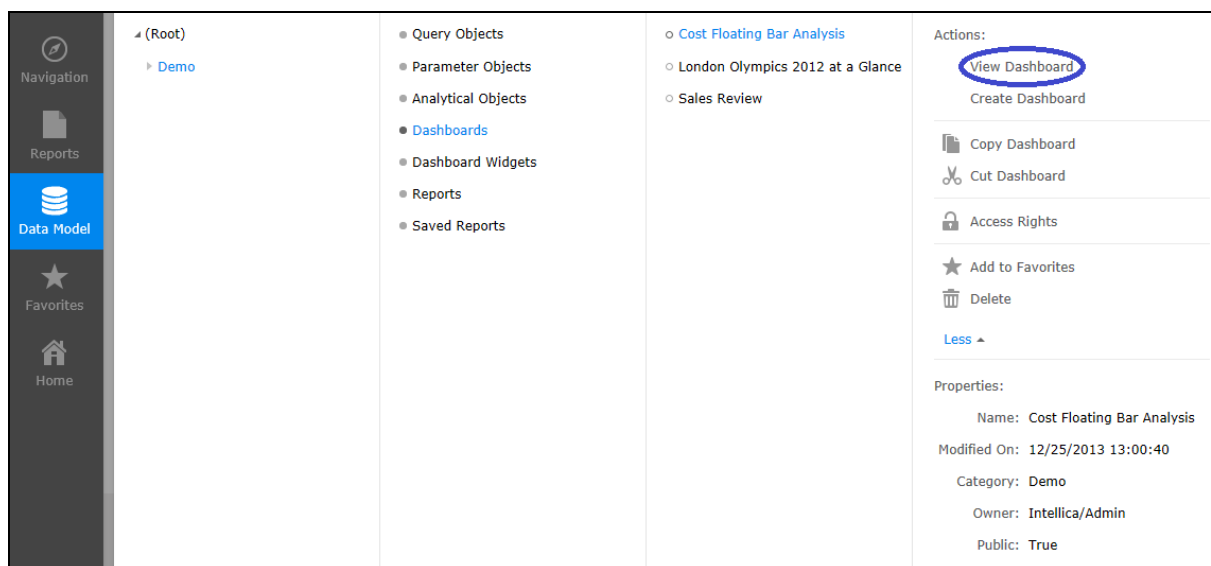 Navigation
Reports
Data Model
Favorites
Home
(Root)
Demo
Query Objects
Parameter Objects
Analytical Objects
Dashboards
Dashboard Widgets
Reports
Saved Reports
Cost Floating Bar Analysis
London Olympics 2012 at a Glance
Sales Review
Actions:
View Dashboard
Create Dashboard
Copy Dashboard
Cut Dashboard
Access Rights
Add to Favorites
Delete
Less
Properties:
Name: Cost Floating Bar Analysis
Modified On: 12/25/2013 13:00:40
Category: Demo
Owner: Intellica/Admin
Public: True